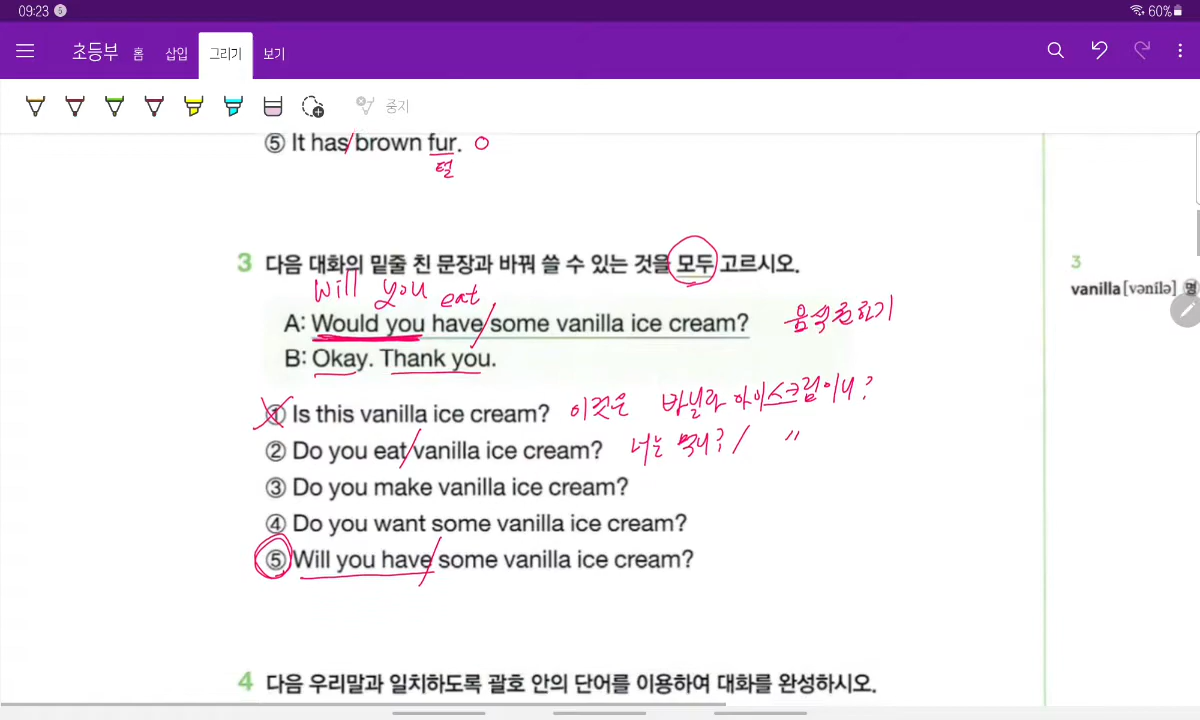 09:23 5 60%
초등부 홈 삽입 그리기 보기
중지
⑤ It has/brown fur. O
털
3 다음 대화의 밑줄 친 문장과 바꿔 쓸 수 있는 것을 모두 고르시오.
3
Will you eat
vanilla[vənílə] 명
A: Would you have/some vanilla ice cream? 음식권하기
B: Okay. Thank you.
① Is this vanilla ice cream? 이것은 바닐라 아이스크림이니?
② Do you eat/vanilla ice cream? 너는 먹니? / 〃
③ Do you make vanilla ice cream?
④ Do you want some vanilla ice cream?
⑤ Will you have/some vanilla ice cream?
4 다음 우리말과 일치하도록 괄호 안의 단어를 이용하여 대화를 완성하시오.